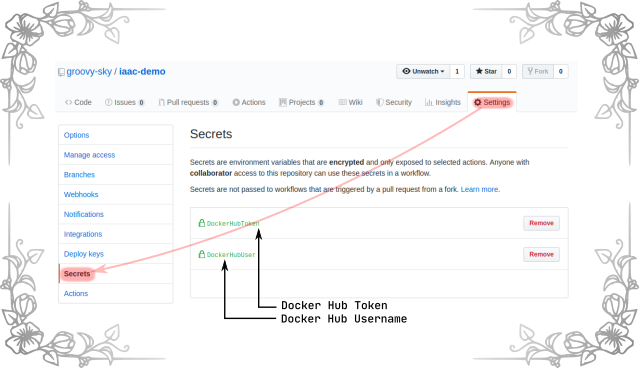 groovy-sky / iaac-demo
Unwatch 1 Star 0 Fork 0
Code Issues 0 Pull requests 0 Actions Projects 0 Wiki Security Insights Settings
Options
Manage access
Branches
Webhooks
Notifications
Integrations
Deploy keys
Secrets
Actions
Secrets
Secrets are environment variables that are encrypted and only exposed to selected actions. Anyone with
collaborator access to this repository can use these secrets in a workflow.
Secrets are not passed to workflows that are triggered by a pull request from a fork. Learn more.
DockerHubToken Remove
DockerHubUser Remove
Docker Hub Token
Docker Hub Username